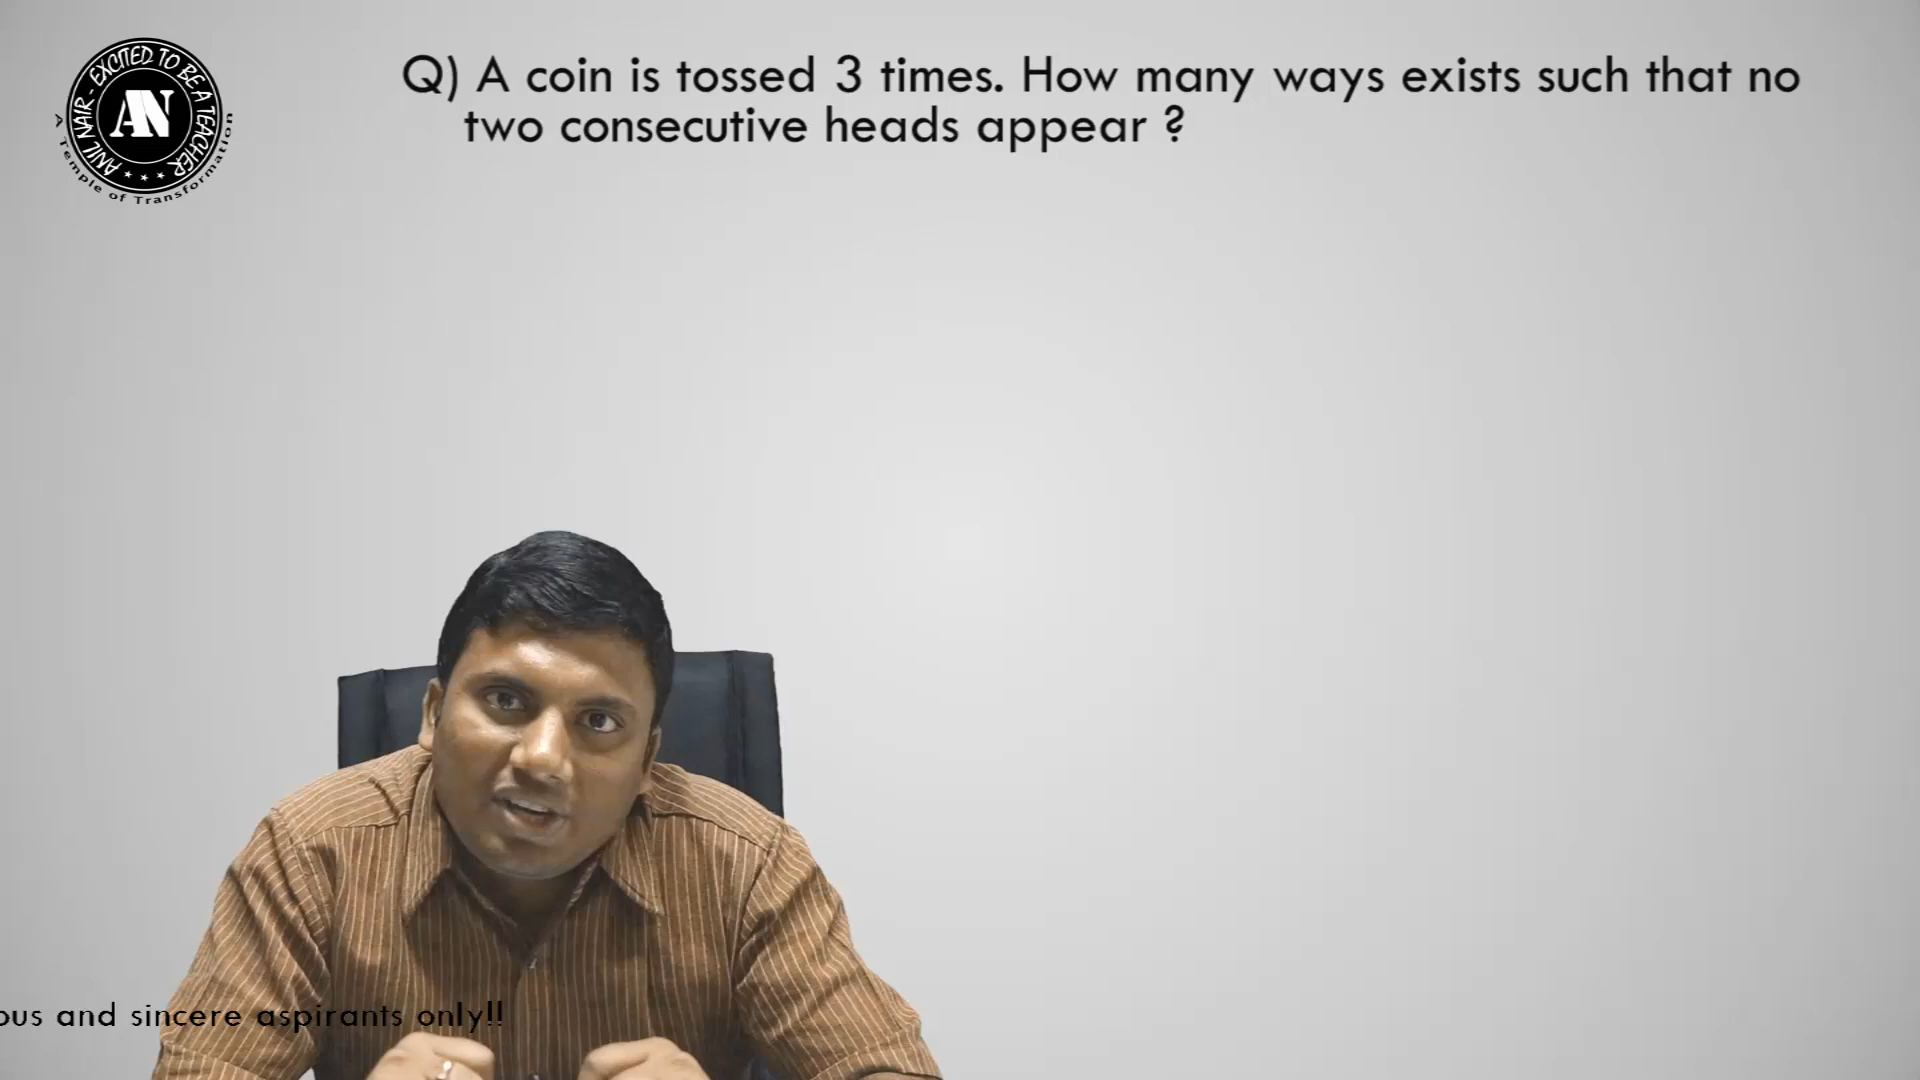 EXCITED TO BE A TEACHER
AN
ANIL NAIR -
A Temple of Transformation
Q) A coin is tossed 3 times. How many ways exists such that no
two consecutive heads appear ?
ous and sincere aspirants only!!